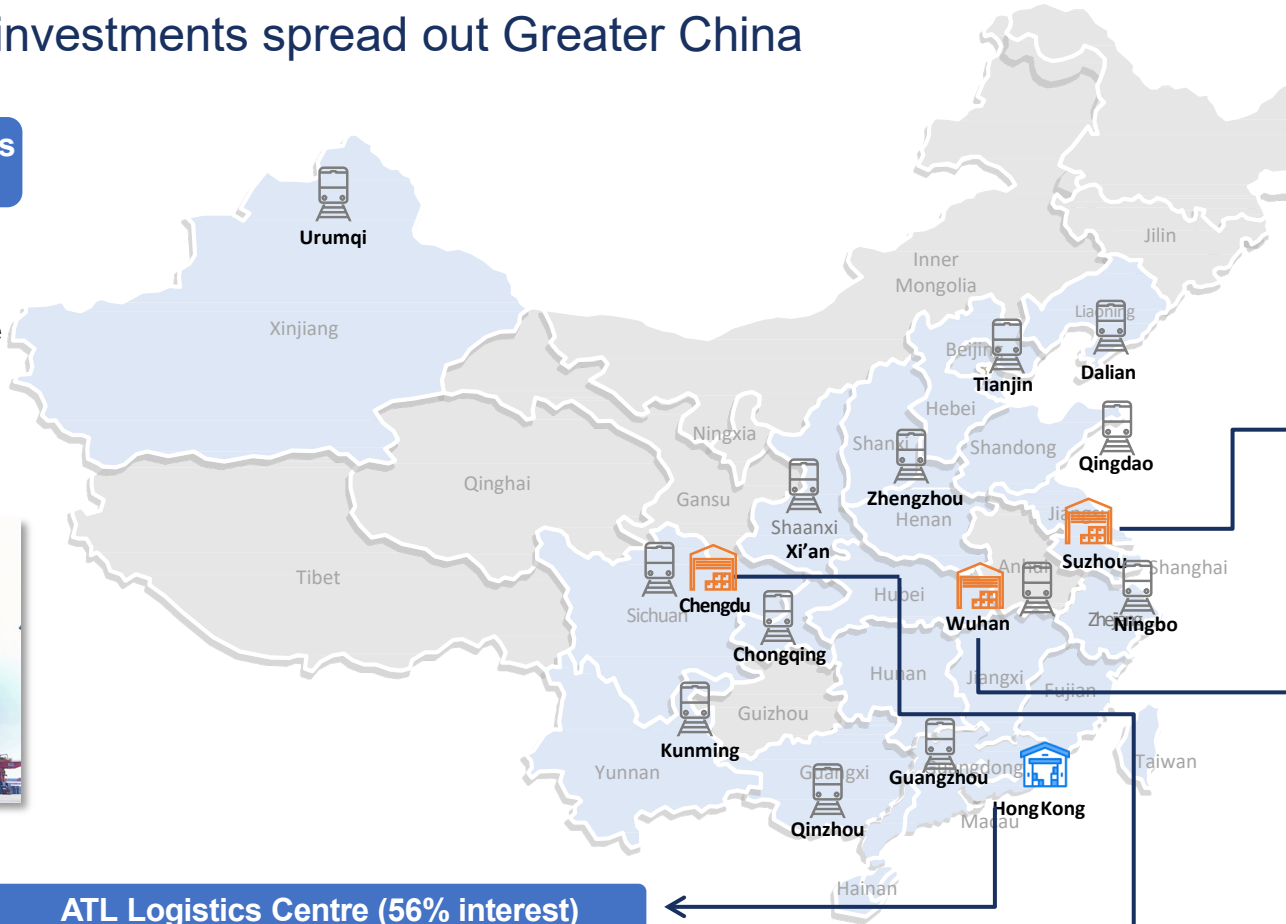 investments spread out Greater China
s
Urumqi
Jilin
Inner
Mongolia
Xinjiang
e
Liaoning
Beijing
Tianjin
Dalian
Hebei
Ningxia
Shanxi
Shandong
Qingdao
Qinghai
Gansu
Zhengzhou
Henan
Jiangsu
Shaanxi
Xi'an
Suzhou
Shanghai
Anhui
Tibet
Hubei
Sichuan
Chengdu
Wuhan
Zhejiang
Ningbo
Chongqing
Hunan
Jiangxi
Fujian
Guizhou
Kunming
Yunnan
Guangxi
Guangzhou
Guangdong
Taiwan
Hong Kong
Macau
Qinzhou
Hainan
ATL Logistics Centre (56% interest)